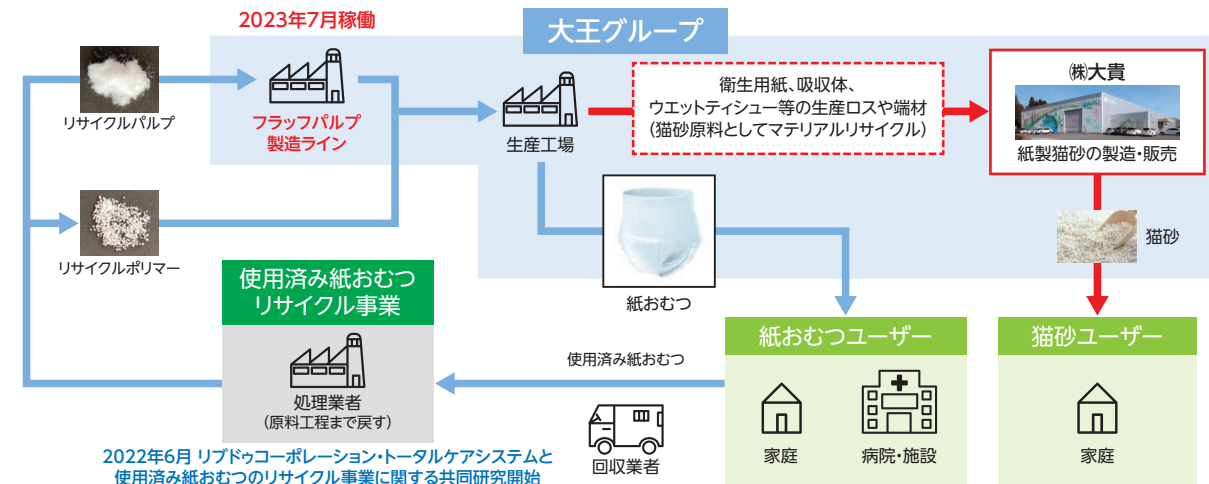 2023年7月稼働
大王グループ
リサイクルパルプ
フラッフパルプ
製造ライン
生産工場
衛生用紙、吸収体、
ウエットティシュー等の生産ロスや端材
(猫砂原料としてマテリアルリサイクル)
㈱大貴
紙製猫砂の製造・販売
リサイクルポリマー
猫砂
紙おむつ
使用済み紙おむつ
リサイクル事業
処理業者
(原料工程まで戻す)
使用済み紙おむつ
回収業者
紙おむつユーザー
家庭
病院・施設
猫砂ユーザー
家庭
2022年6月 リブドゥコーポレーション・トータルケアシステムと
使用済み紙おむつのリサイクル事業に関する共同研究開始